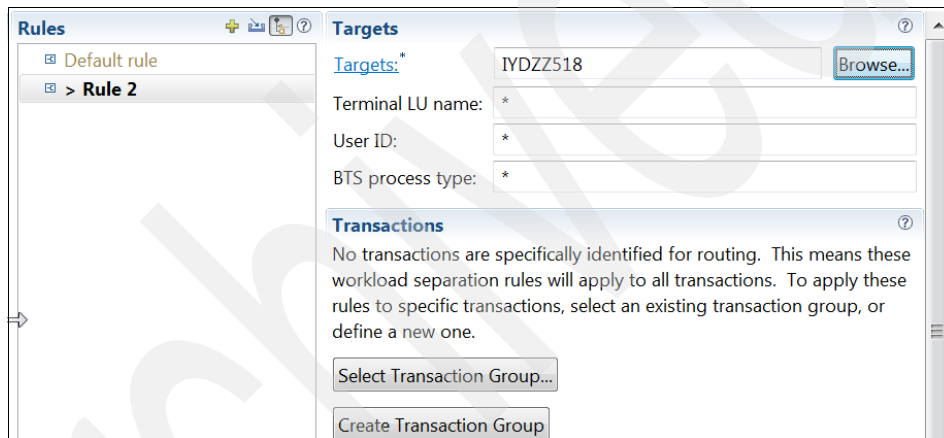 Rules
Default rule
> Rule 2
Targets
Targets:* IYDZZ518 Browse...
Terminal LU name: *
User ID: *
BTS process type: *
Transactions
No transactions are specifically identified for routing. This means these
workload separation rules will apply to all transactions. To apply these
rules to specific transactions, select an existing transaction group, or
define a new one.
Select Transaction Group...
Create Transaction Group